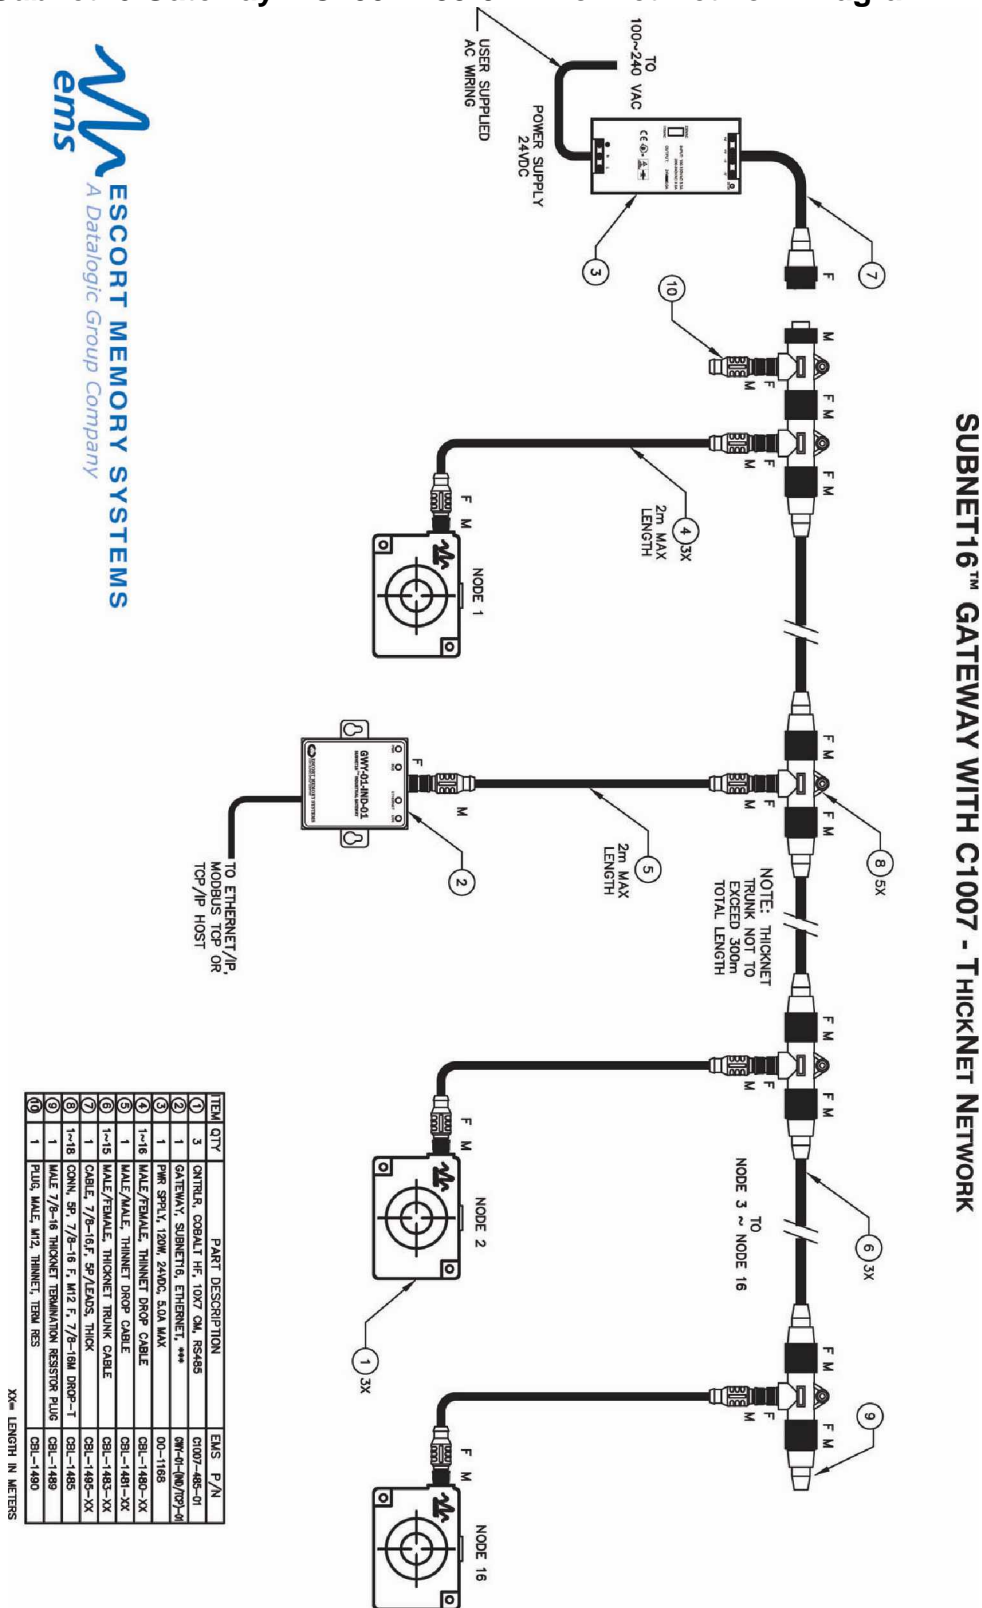 SUBNET16™ GATEWAY WITH C1007 - THICKNET NETWORK
TO
100~240 VAC
USER SUPPLIED
AC WIRING
POWER SUPPLY
24VDC
3
7
F
10
M
F
M
F M
M
F
F M
4 3X
2m MAX
LENGTH
F M
NODE 1
F M
M
F
F M
8 5X
5
2m MAX
LENGTH
M
F
GWY-01-IND-01
2
TO ETHERNET/IP,
MODBUS TCP OR
TCP/IP HOST
NOTE: THICKNET
TRUNK NOT TO
EXCEED 300m
TOTAL LENGTH
F M
M
F
F M
F M
NODE 2
1 3X
6 3X
TO
NODE 3 ~ NODE 16
F M
M
F
F M
9
F M
NODE 16
ems
ESCORT MEMORY SYSTEMS
A Datalogic Group Company
ITEM QTY PART DESCRIPTION EMS P/N
1 3 CNTRLR, COBALT HF, 10X7 CM, RS485 C1007-485-01
2 1 GATEWAY, SUBNET16, ETHERNET, *** GWY-01-(IND/TCP)-01
3 1 PWR SPPLY, 120W, 24VDC, 5.0A MAX 00-1168
4 1~16 MALE/FEMALE, THINNET DROP CABLE CBL-1480-XX
5 1 MALE/MALE, THINNET DROP CABLE CBL-1481-XX
6 1~15 MALE/FEMALE, THICKNET TRUNK CABLE CBL-1483-XX
7 1 CABLE, 7/8-16,F, 5P/LEADS, THICK CBL-1495-XX
8 1~18 CONN, 5P, 7/8-16 F, M12 F, 7/8-16M DROP-T CBL-1485
9 1 MALE 7/8-16 THICKNET TERMINATION RESISTOR PLUG CBL-1489
10 1 PLUG, MALE, M12, THINNET, TERM RES CBL-1490
XX= LENGTH IN METERS